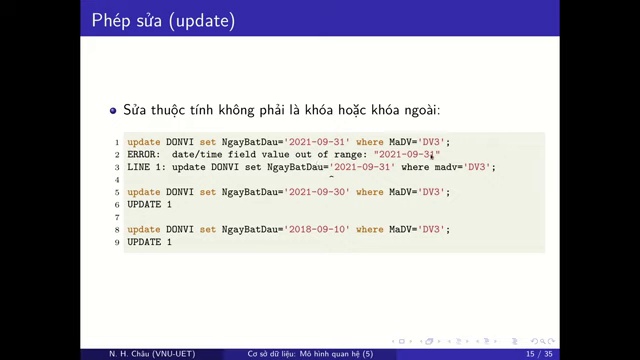 Phép sửa (update)
Sửa thuộc tính không phải là khóa hoặc khóa ngoài:
1 update DONVI set NgayBatDau='2021-09-31' where MaDV='DV3';
2 ERROR: date/time field value out of range: "2021-09-31"
3 LINE 1: update DONVI set NgayBatDau='2021-09-31' where madv='DV3';
4 ^
5 update DONVI set NgayBatDau='2021-09-30' where MaDV='DV3';
6 UPDATE 1
7
8 update DONVI set NgayBatDau='2018-09-10' where MaDV='DV3';
9 UPDATE 1
N. H. Châu (VNU-UET) Cơ sở dữ liệu: Mô hình quan hệ (5) 15 / 35